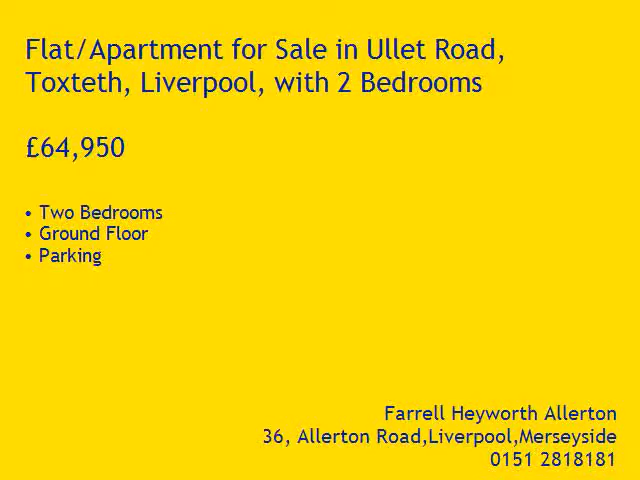 Flat/Apartment for Sale in Ullet Road,
Toxteth, Liverpool, with 2 Bedrooms
£64,950
• Two Bedrooms
• Ground Floor
• Parking
Farrell Heyworth Allerton
36, Allerton Road,Liverpool,Merseyside
0151 2818181